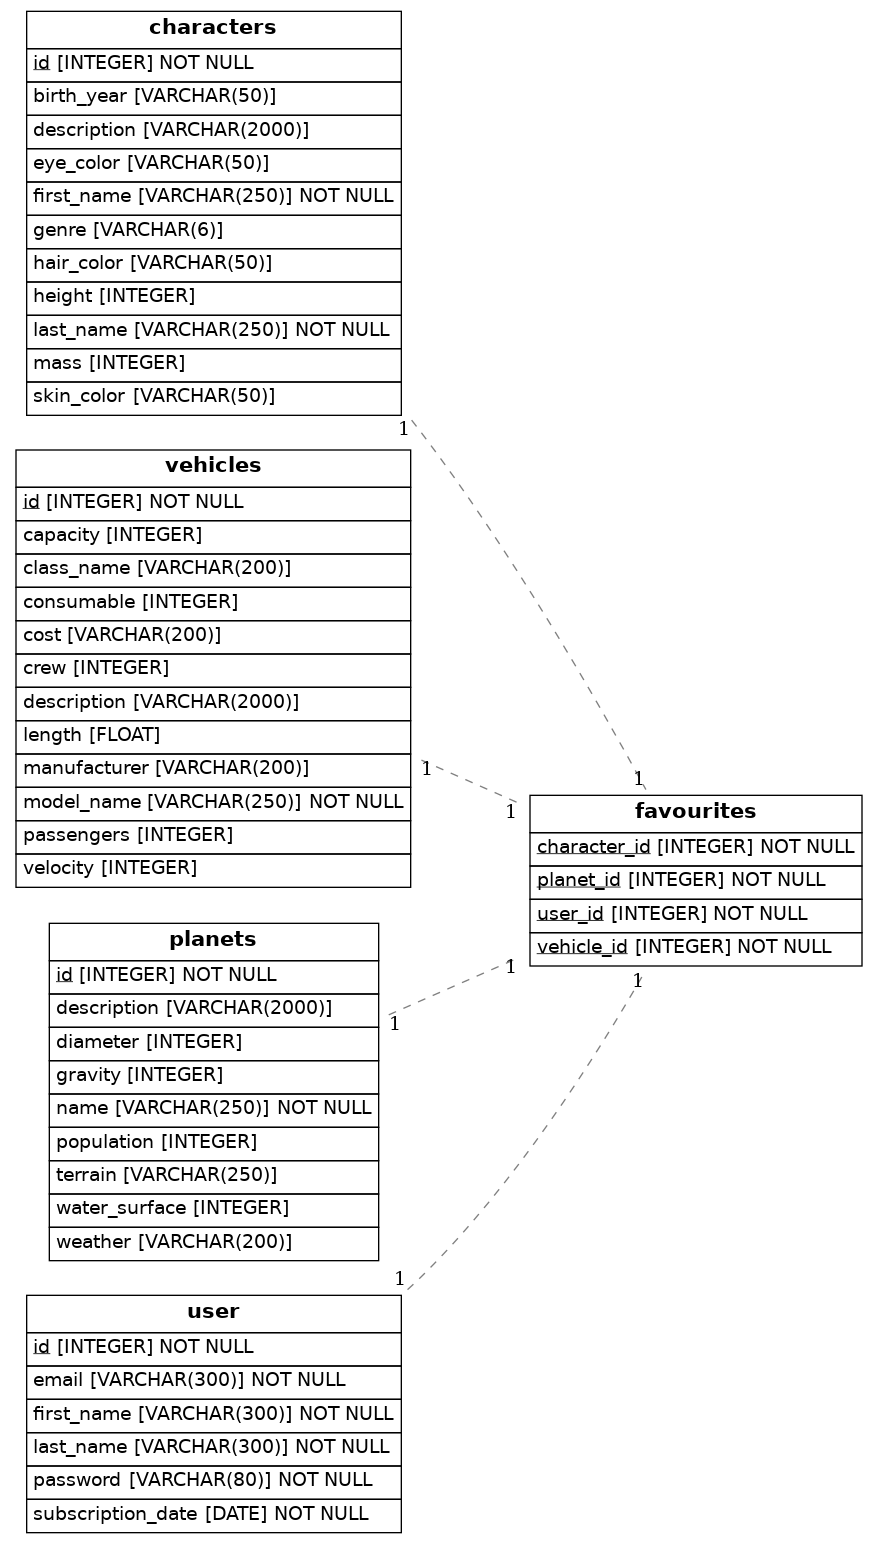 characters
id [INTEGER] NOT NULL
birth_year [VARCHAR(50)]
description [VARCHAR(2000)]
eye_color [VARCHAR(50)]
first_name [VARCHAR(250)] NOT NULL
genre [VARCHAR(6)]
hair_color [VARCHAR(50)]
height [INTEGER]
last_name [VARCHAR(250)] NOT NULL
mass [INTEGER]
skin_color [VARCHAR(50)]
1
vehicles
id [INTEGER] NOT NULL
capacity [INTEGER]
class_name [VARCHAR(200)]
consumable [INTEGER]
cost [VARCHAR(200)]
crew [INTEGER]
description [VARCHAR(2000)]
length [FLOAT]
manufacturer [VARCHAR(200)]
model_name [VARCHAR(250)] NOT NULL
passengers [INTEGER]
velocity [INTEGER]
1
1
1
favourites
character_id [INTEGER] NOT NULL
planet_id [INTEGER] NOT NULL
user_id [INTEGER] NOT NULL
vehicle_id [INTEGER] NOT NULL
1
1
planets
id [INTEGER] NOT NULL
description [VARCHAR(2000)]
diameter [INTEGER]
gravity [INTEGER]
name [VARCHAR(250)] NOT NULL
population [INTEGER]
terrain [VARCHAR(250)]
water_surface [INTEGER]
weather [VARCHAR(200)]
1
1
user
id [INTEGER] NOT NULL
email [VARCHAR(300)] NOT NULL
first_name [VARCHAR(300)] NOT NULL
last_name [VARCHAR(300)] NOT NULL
password [VARCHAR(80)] NOT NULL
subscription_date [DATE] NOT NULL